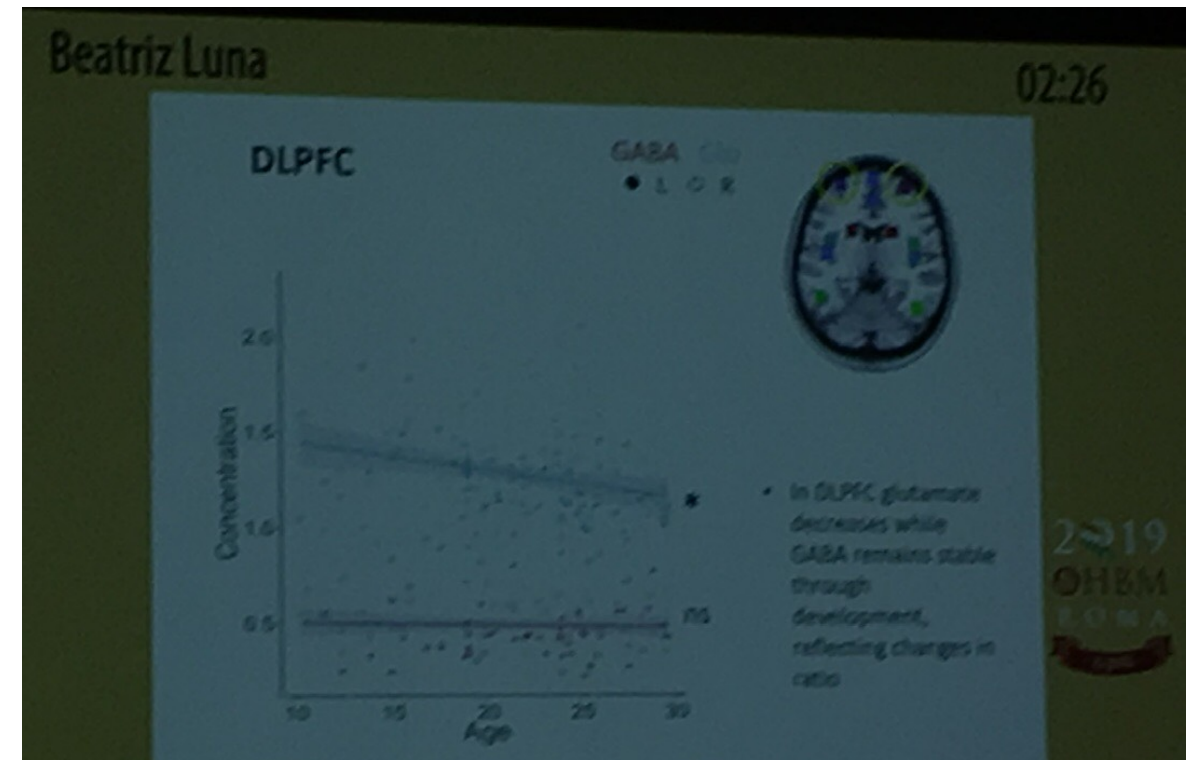 Beatriz Luna
02:26
DLPFC
GABA Glu
L R
2.0
1.5
1.0
0.5
Concentration
*
ns
10 15 20 25 30
Age
• In DLPFC glutamate
decreases while
GABA remains stable
through
development,
reflecting changes in
ratio
2019
OHBM
ROMA